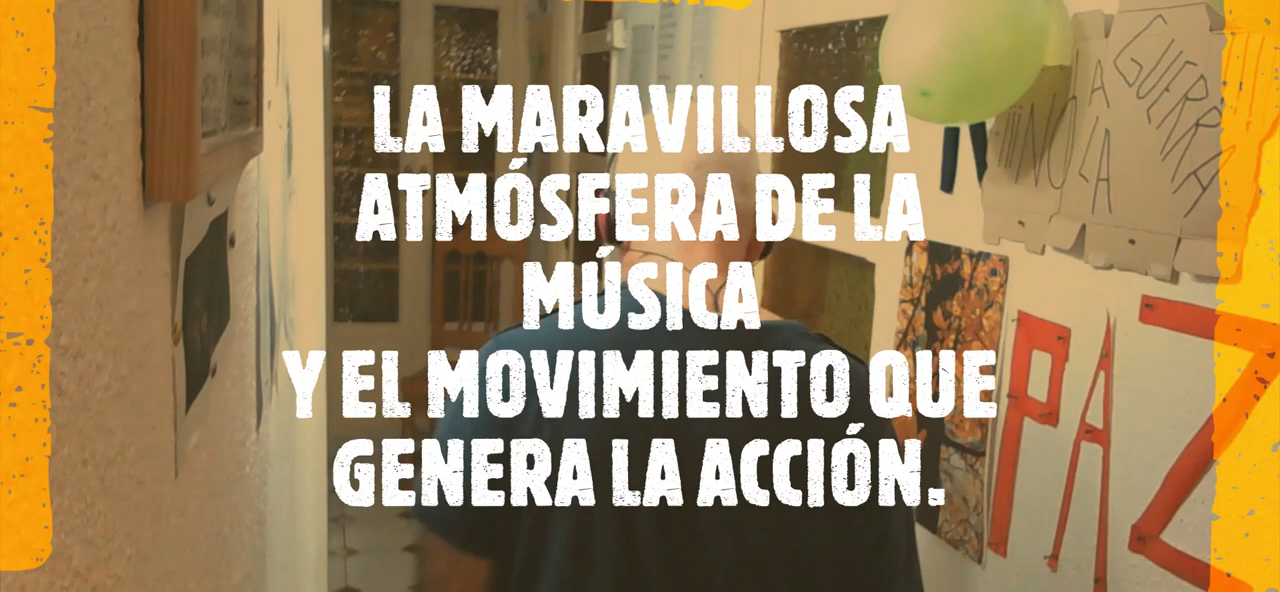 LA MARAVILLOSA
ATMÓSFERA DE LA
MÚSICA
Y EL MOVIMIENTO QUE
GENERA LA ACCIÓN.
NO
A
LA
GUERRA
PAZ